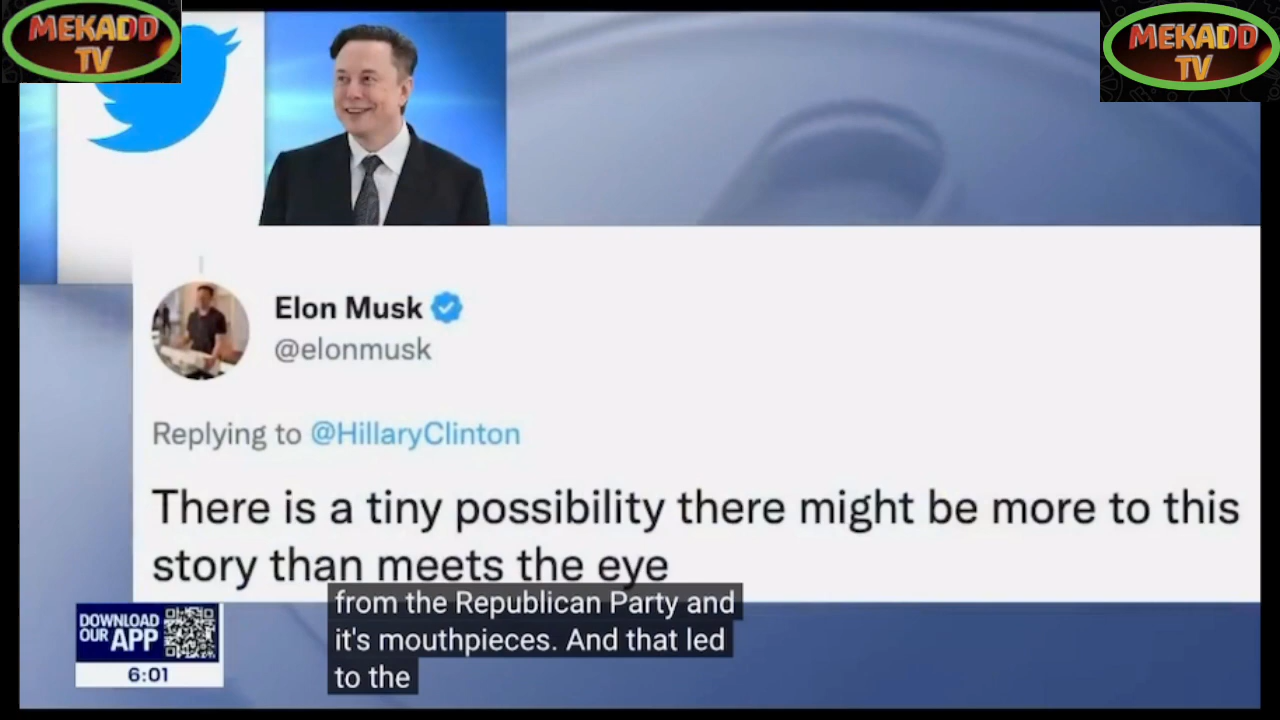 MEKADD
TV
MEKADD
TV
Elon Musk
@elonmusk
Replying to @HillaryClinton
There is a tiny possibility there might be more to this
story than meets the eye
from the Republican Party and
it's mouthpieces. And that led
to the
DOWNLOAD
OUR APP
6:01